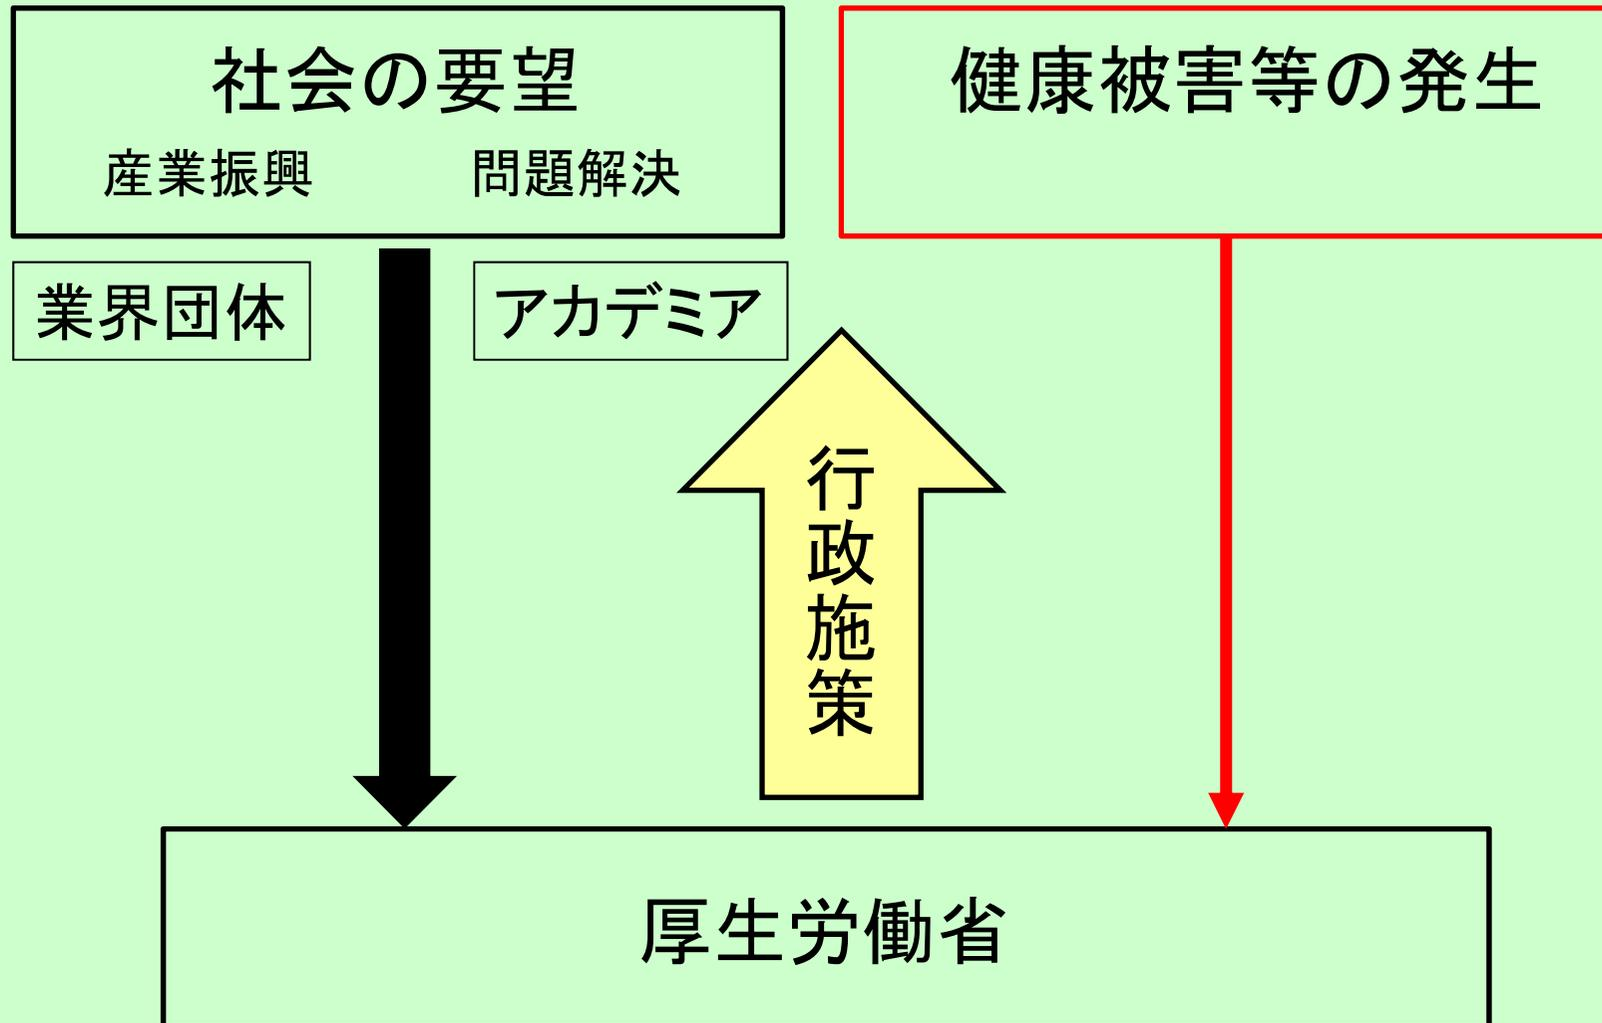 社会の要望
産業振興 問題解決
健康被害等の発生
業界団体
アカデミア
行政施策
厚生労働省